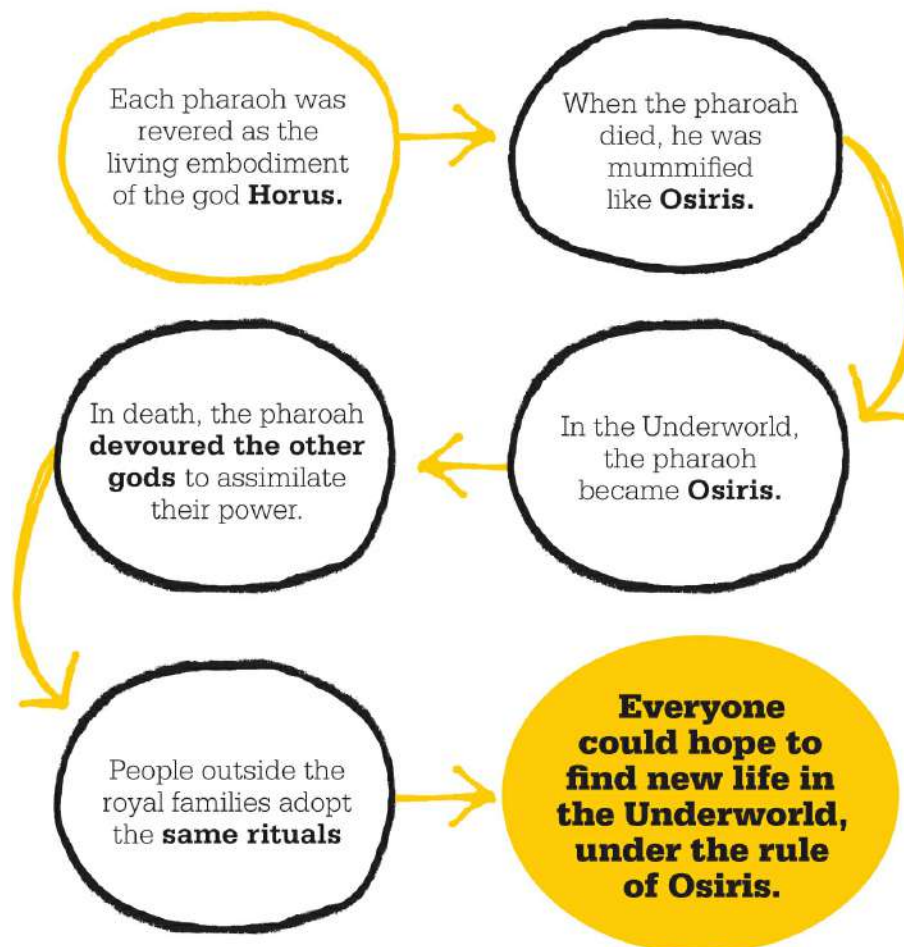 Each pharaoh was
revered as the
living embodiment
of the god Horus.
When the pharoah
died, he was
mummified
like Osiris.
In the Underworld,
the pharaoh
became Osiris.
In death, the pharoah
devoured the other
gods to assimilate
their power.
People outside the
royal families adopt
the same rituals
Everyone
could hope to
find new life in
the Underworld,
under the rule
of Osiris.